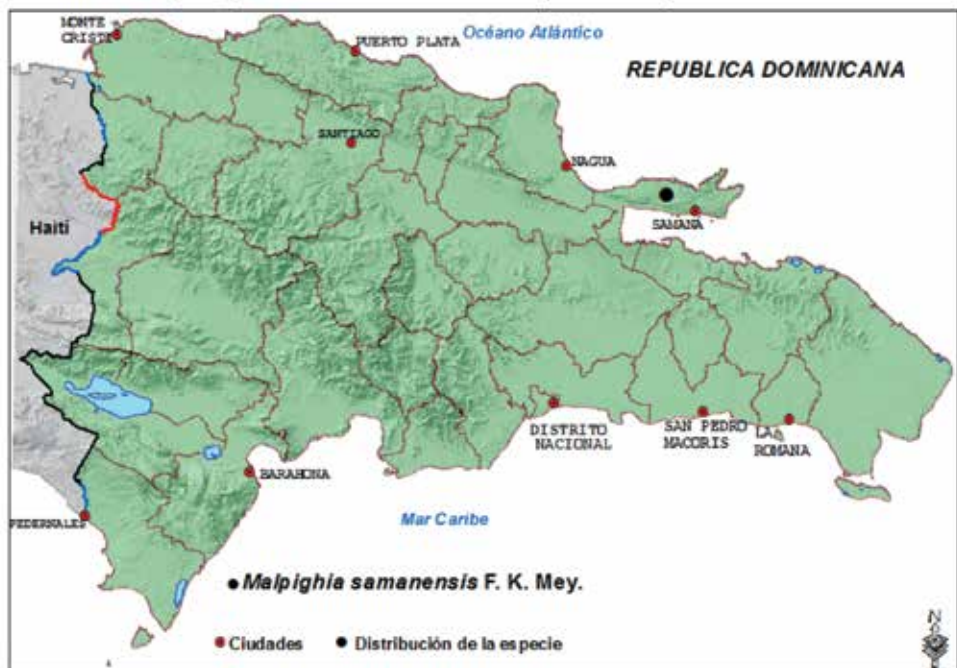 MONTE
CRISTI
PUERTO PLATA
Océano Atlántico
REPUBLICA DOMINICANA
SANTIAGO
NAGUA
SAMANA
Haití
DISTRITO
NACIONAL
SAN PEDRO
MACORIS
LA
ROMANA
BARAHONA
PEDERNALES
Mar Caribe
Malpighia samanensis F. K. Mey.
Ciudades
Distribución de la especie
N